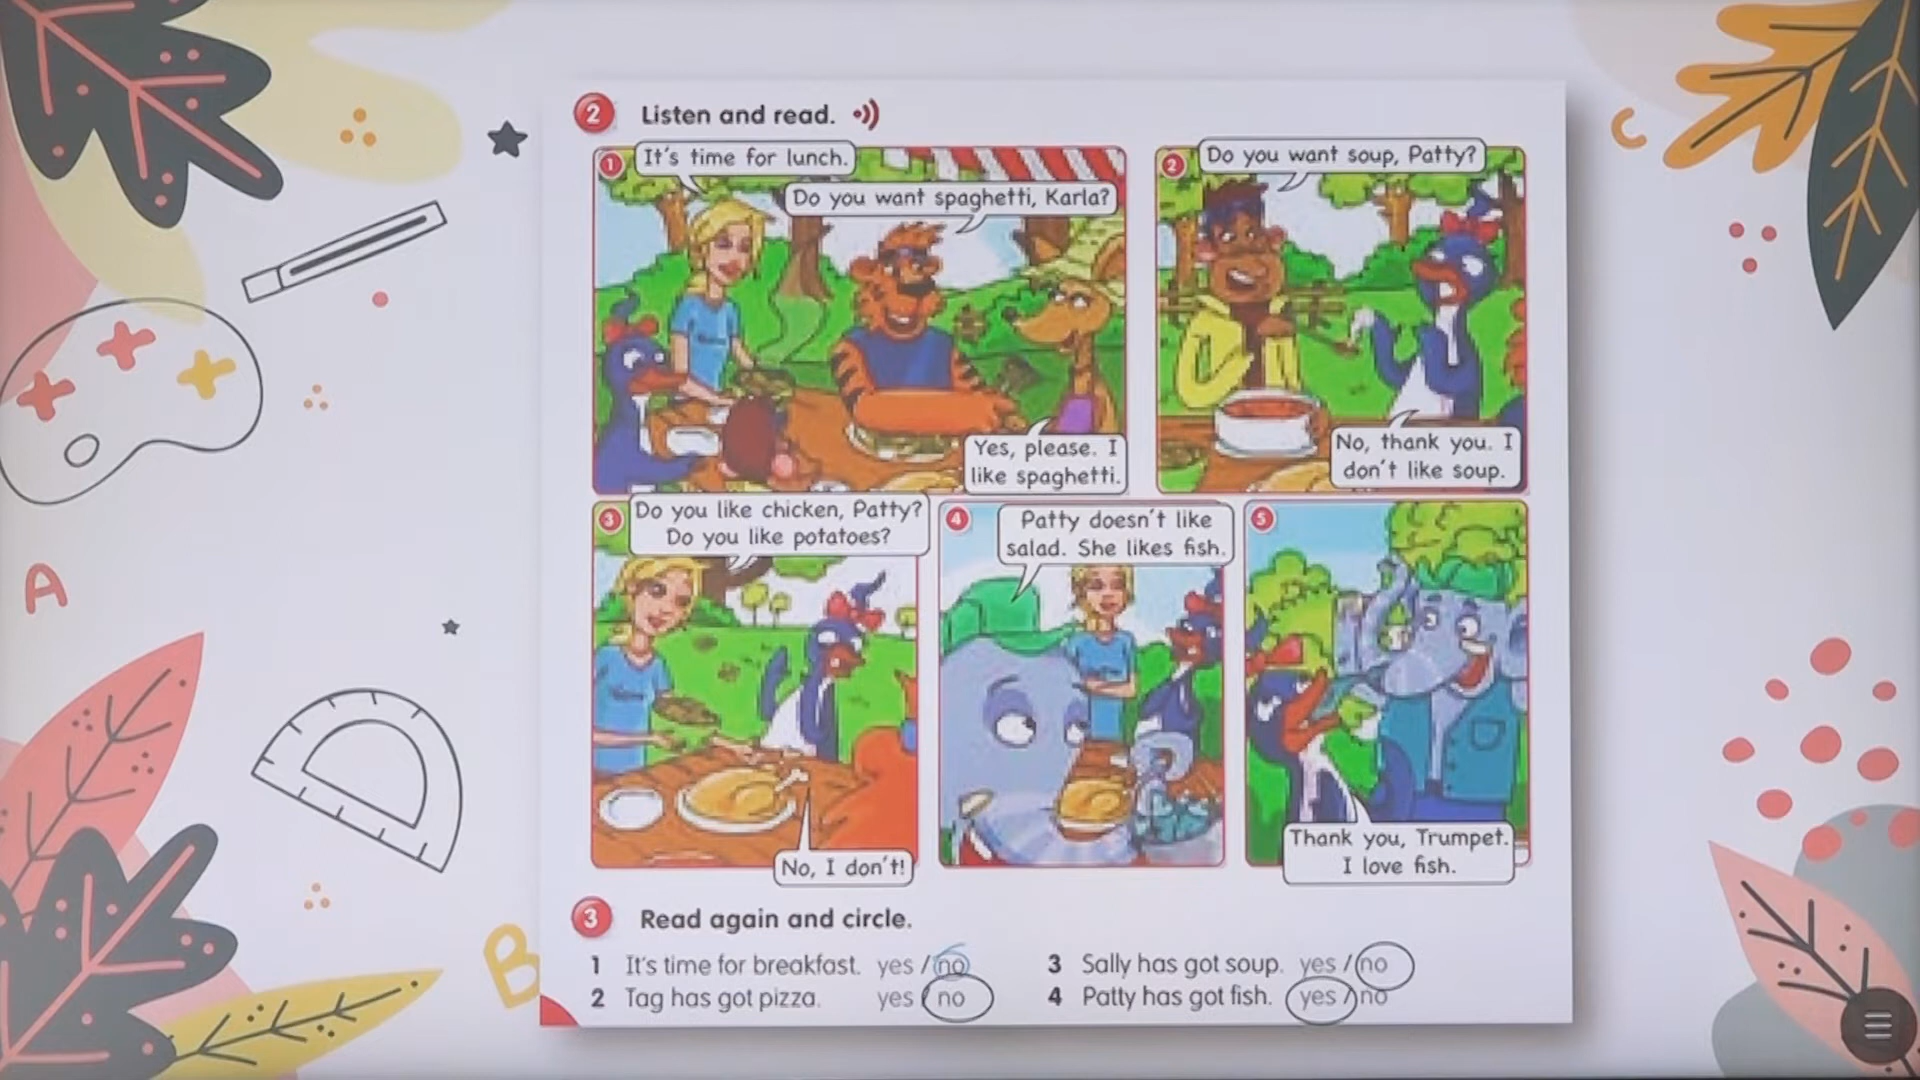 2 Listen and read.
1
It's time for lunch.
Do you want spaghetti, Karla?
Yes, please. I
like spaghetti.
2
Do you want soup, Patty?
No, thank you. I
don't like soup.
3
Do you like chicken, Patty?
Do you like potatoes?
No, I don't!
4
Patty doesn't like
salad. She likes fish.
5
Thank you, Trumpet.
I love fish.
3 Read again and circle.
1 It's time for breakfast. yes / no
2 Tag has got pizza. yes / no
3 Sally has got soup. yes / no
4 Patty has got fish. yes / no
A
B
C